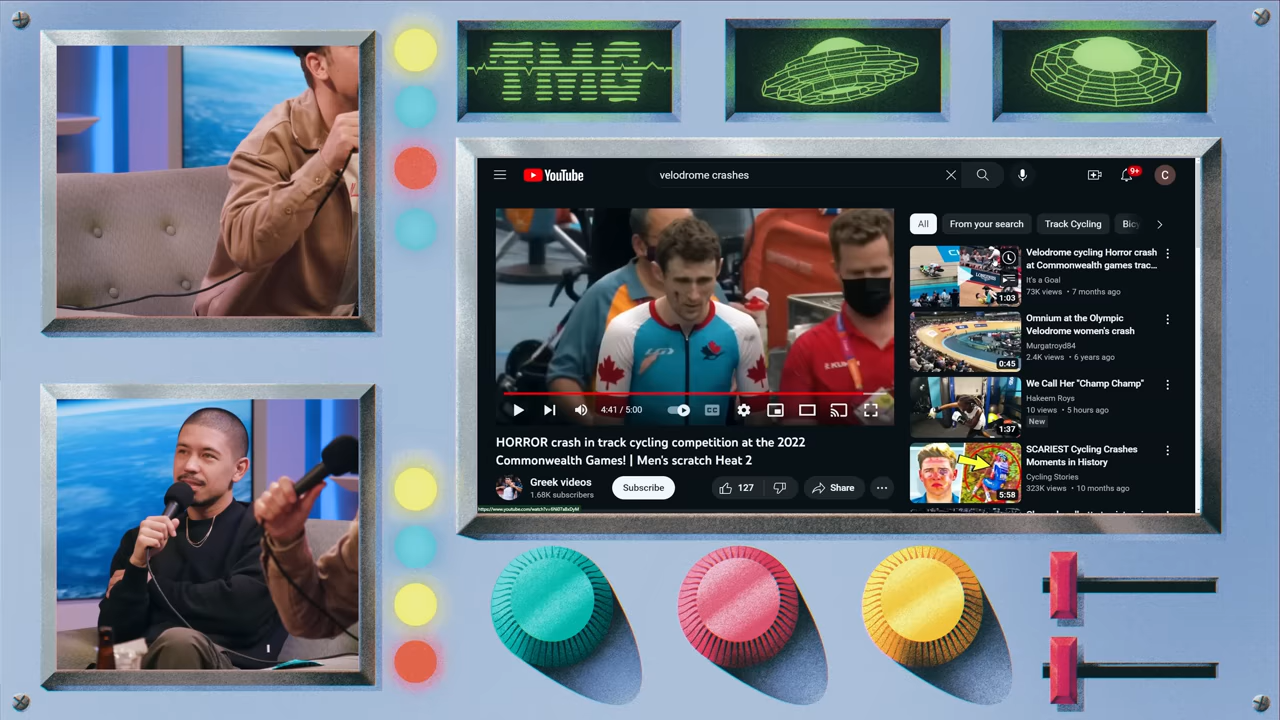 TMG
YouTube
velodrome crashes
9+
C
All
From your search
Track Cycling
Bic
4:41 / 5:00
CC
HORROR crash in track cycling competition at the 2022
Commonwealth Games! | Men's scratch Heat 2
Greek videos
1.68K subscribers
Subscribe
127
Share
Velodrome cycling Horror crash
at Commonwealth games trac...
It's a Goal
73K views • 7 months ago
1:03
Omnium at the Olympic
Velodrome women's crash
Murgatroyd84
2.4K views • 6 years ago
0:45
We Call Her "Champ Champ"
Hakeem Roys
10 views • 5 hours ago
New
1:37
SCARIEST Cycling Crashes
Moments in History
Cycling Stories
323K views • 10 months ago
5:58